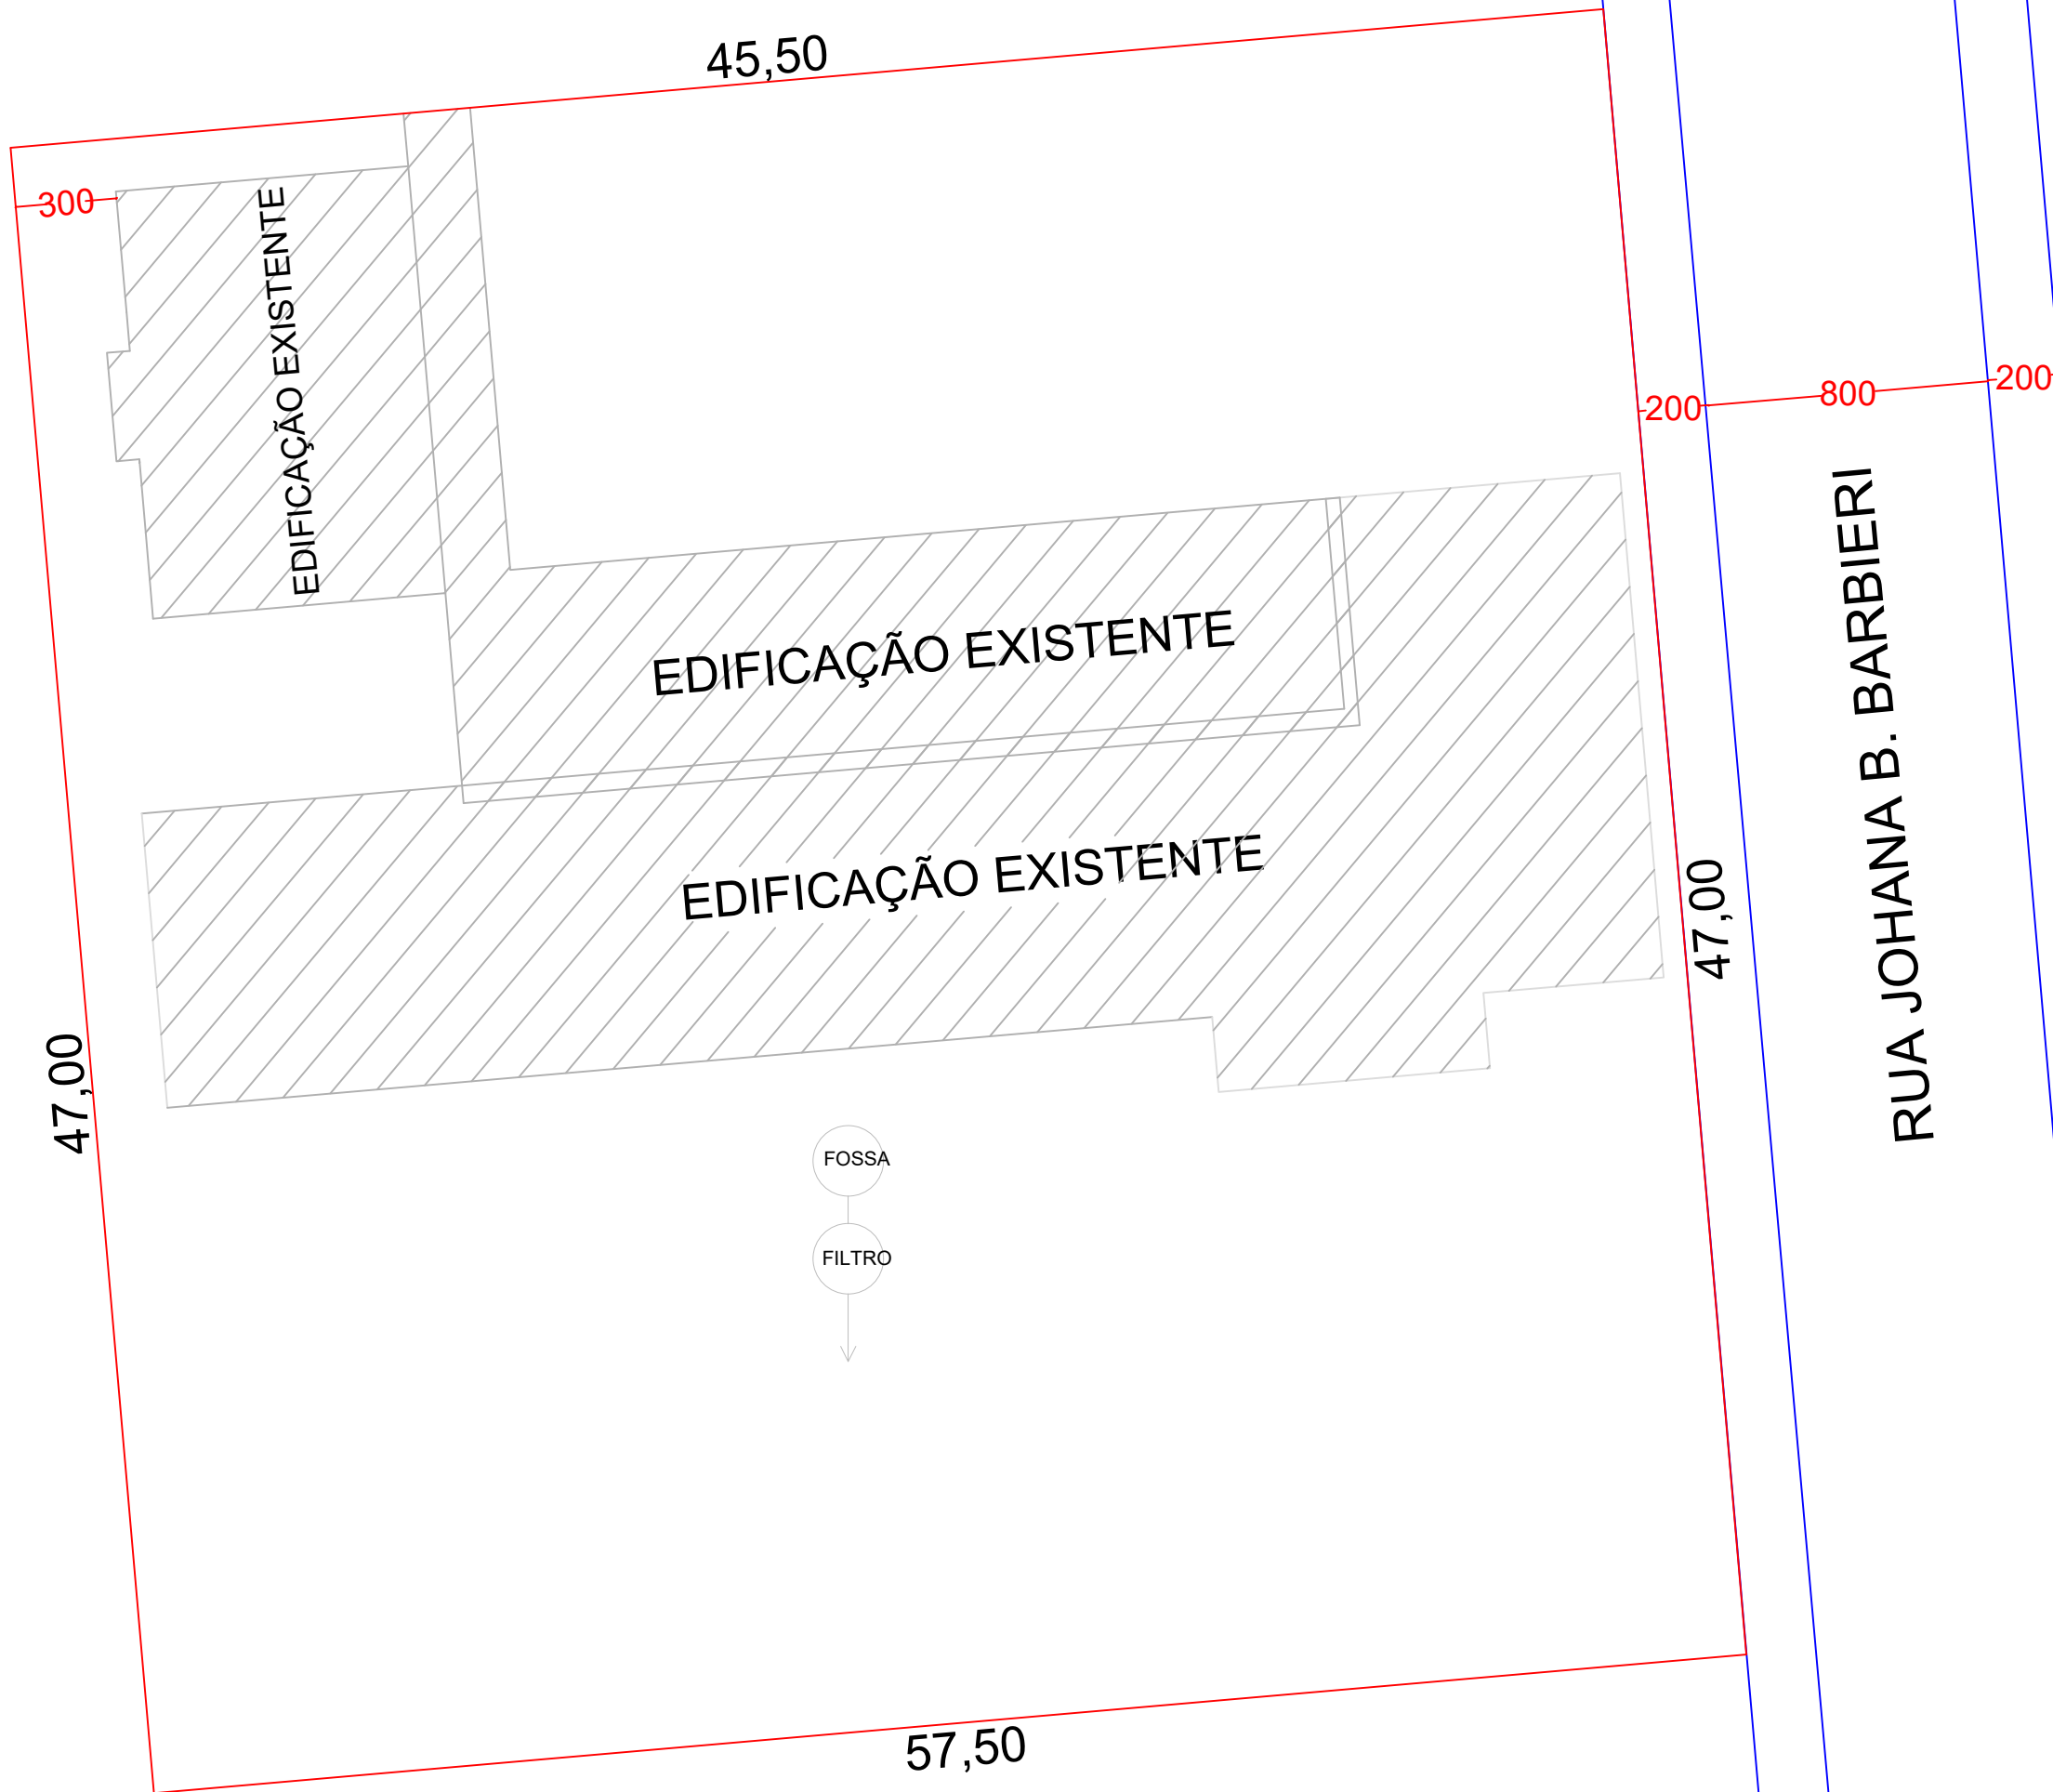 45,50
300
EDIFICAÇÃO EXISTENTE
200
800
200
EDIFICAÇÃO EXISTENTE
RUA JOHANA B. BARBIERI
EDIFICAÇÃO EXISTENTE
47,00
47,00
FOSSA
FILTRO
57,50